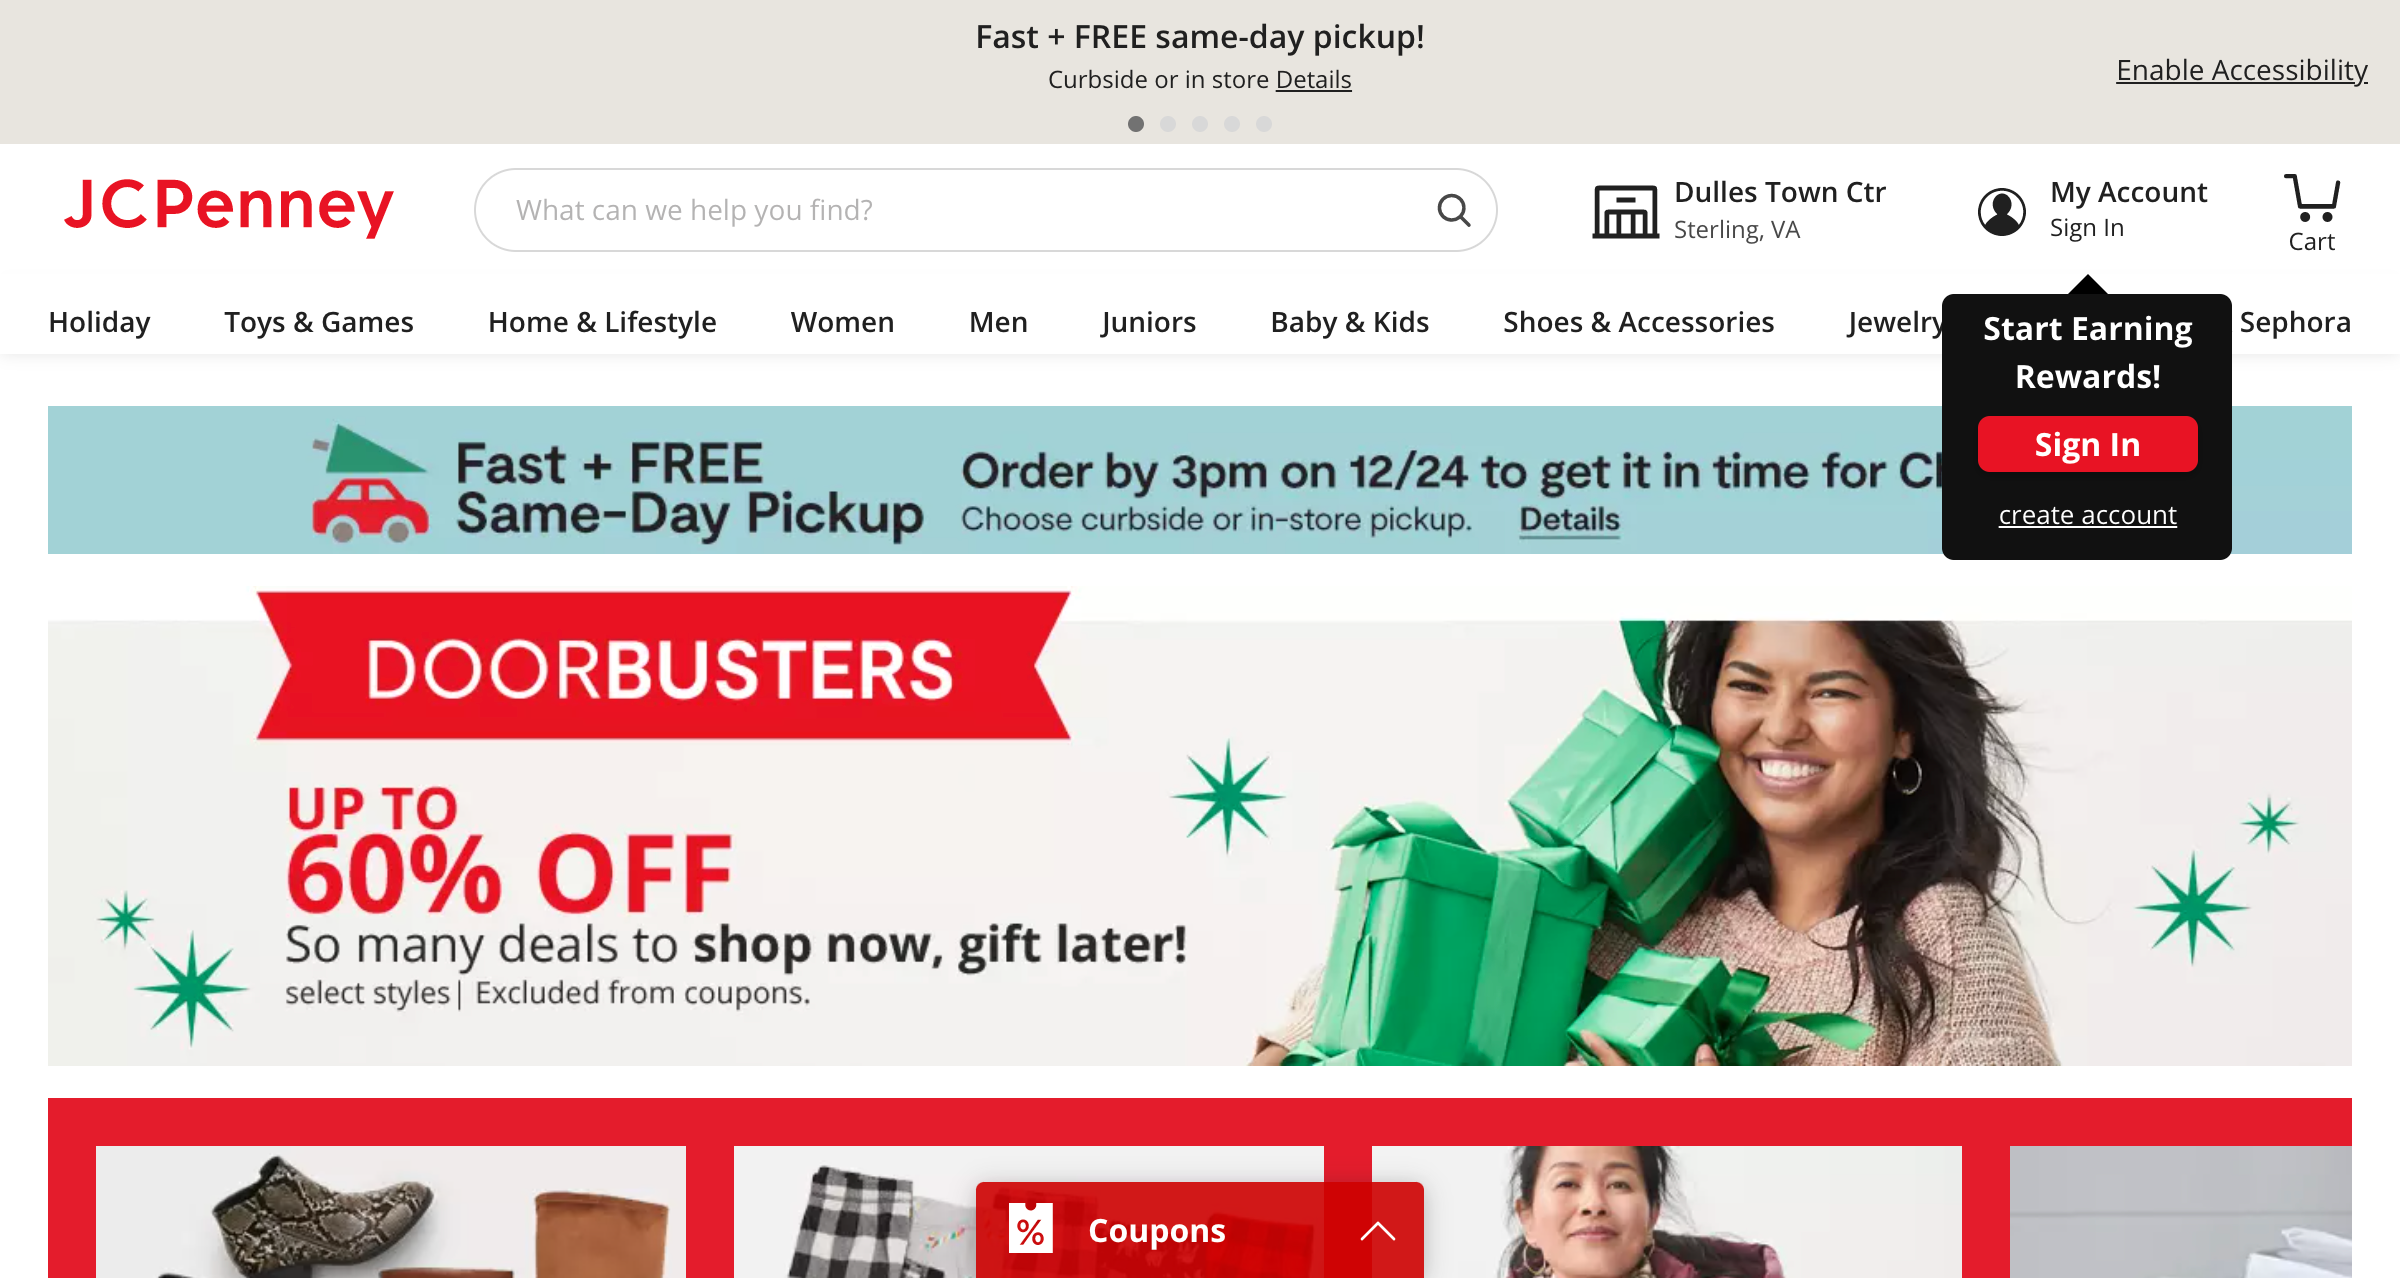 Fast + FREE same-day pickup!
Curbside or in store Details
Enable Accessibility
JCPenney
What can we help you find?
Dulles Town Ctr
Sterling, VA
My Account
Sign In
Cart
Holiday
Toys & Games
Home & Lifestyle
Women
Men
Juniors
Baby & Kids
Shoes & Accessories
Jewelry
Sephora
Start Earning
Rewards!
Sign In
create account
Fast + FREE
Same-Day Pickup
Order by 3pm on 12/24 to get it in time for
Choose curbside or in-store pickup. Details
DOORBUSTERS
UP TO
60% OFF
So many deals to shop now, gift later!
select styles| Excluded from coupons.
%
Coupons